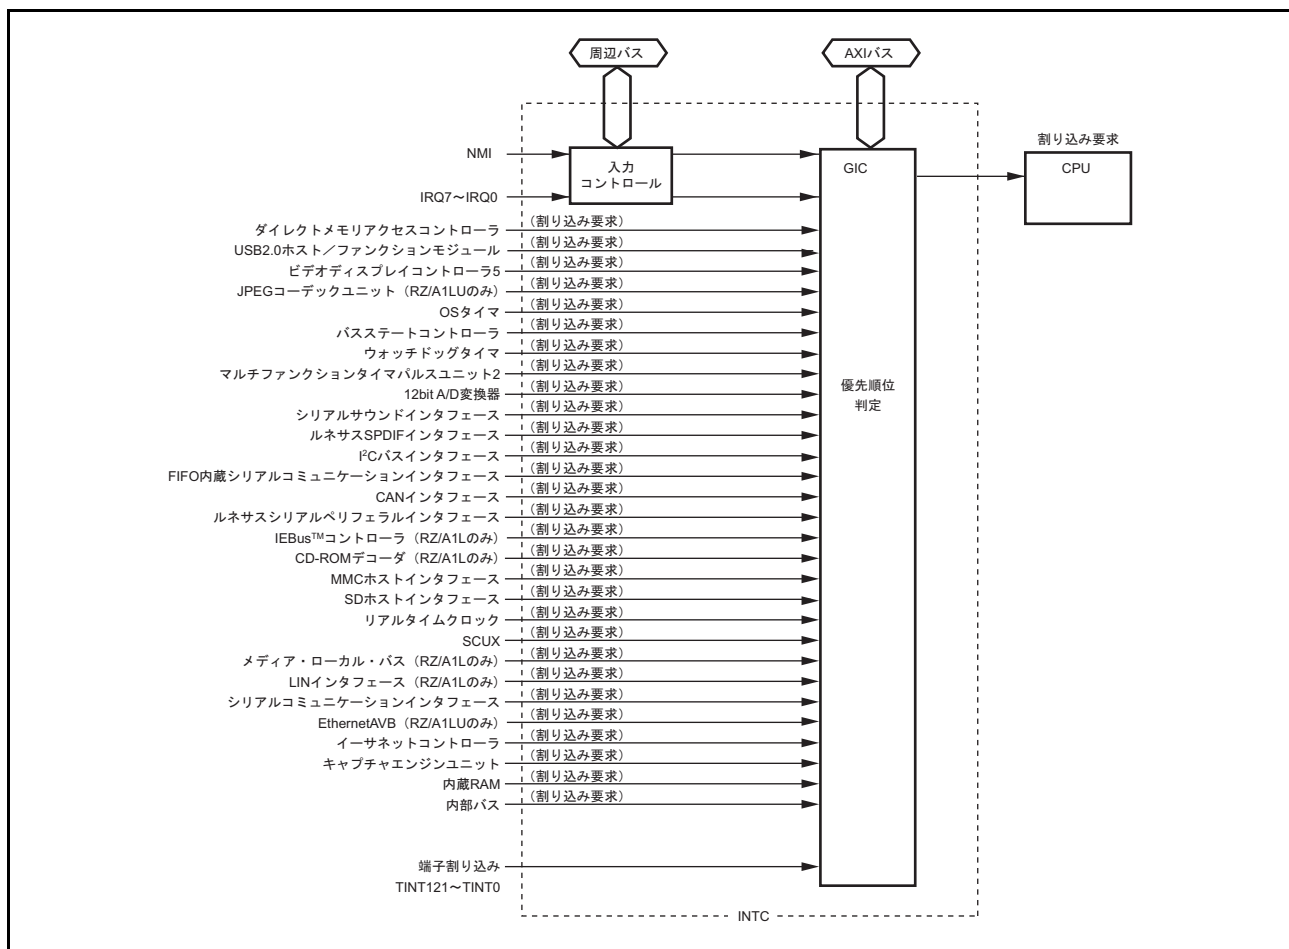 周辺バス
AXIバス
割り込み要求
NMI
入力
コントロール
GIC
CPU
IRQ7～IRQ0
ダイレクトメモリアクセスコントローラ
(割り込み要求)
USB2.0ホスト／ファンクションモジュール
(割り込み要求)
ビデオディスプレイコントローラ5
(割り込み要求)
JPEGコーデックユニット（RZ/A1LUのみ）
(割り込み要求)
OSタイマ
(割り込み要求)
バスステートコントローラ
(割り込み要求)
ウォッチドッグタイマ
(割り込み要求)
マルチファンクションタイマパルスユニット2
(割り込み要求)
優先順位
判定
12bit A/D変換器
(割り込み要求)
シリアルサウンドインタフェース
(割り込み要求)
ルネサスSPDIFインタフェース
(割り込み要求)
I²Cバスインタフェース
(割り込み要求)
FIFO内蔵シリアルコミュニケーションインタフェース
(割り込み要求)
CANインタフェース
(割り込み要求)
ルネサスシリアルペリフェラルインタフェース
(割り込み要求)
IEBus™コントローラ（RZ/A1Lのみ）
(割り込み要求)
CD-ROMデコーダ（RZ/A1Lのみ）
(割り込み要求)
MMCホストインタフェース
(割り込み要求)
SDホストインタフェース
(割り込み要求)
リアルタイムクロック
(割り込み要求)
SCUX
(割り込み要求)
メディア・ローカル・バス（RZ/A1Lのみ）
(割り込み要求)
LINインタフェース（RZ/A1Lのみ）
(割り込み要求)
シリアルコミュニケーションインタフェース
(割り込み要求)
EthernetAVB（RZ/A1LUのみ）
(割り込み要求)
イーサネットコントローラ
(割り込み要求)
キャプチャエンジンユニット
(割り込み要求)
内蔵RAM
(割り込み要求)
内部バス
(割り込み要求)
端子割り込み
TINT121～TINT0
INTC